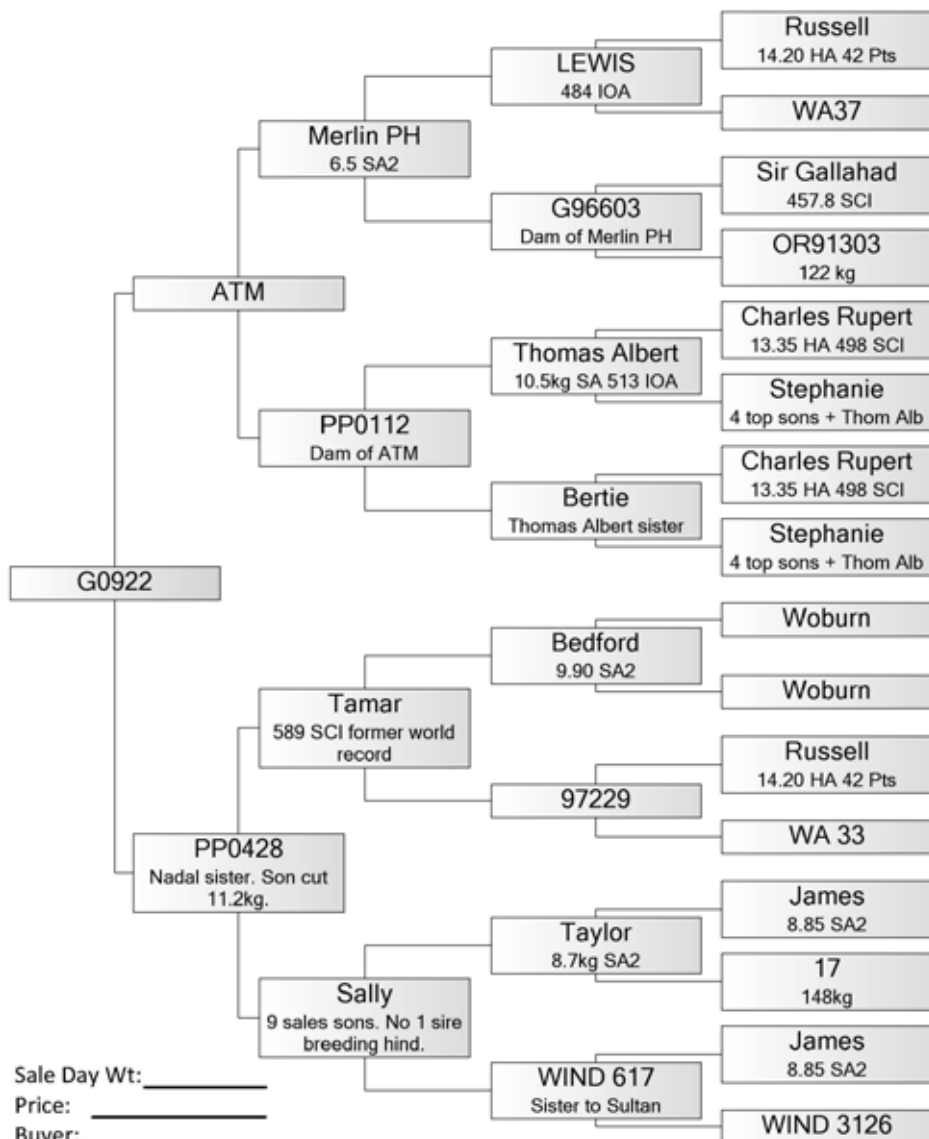 Russell
14.20 HA 42 Pts
LEWIS
484 IOA
WA37
Merlin PH
6.5 SA2
Sir Gallahad
457.8 SCI
G96603
Dam of Merlin PH
OR91303
122 kg
ATM
Charles Rupert
13.35 HA 498 SCI
Thomas Albert
10.5kg SA 513 IOA
Stephanie
4 top sons + Thom Alb
PP0112
Dam of ATM
Charles Rupert
13.35 HA 498 SCI
Bertie
Thomas Albert sister
Stephanie
4 top sons + Thom Alb
G0922
Woburn
Bedford
9.90 SA2
Woburn
Tamar
589 SCI former world
record
Russell
14.20 HA 42 Pts
97229
WA 33
PP0428
Nadal sister. Son cut
11.2kg.
James
8.85 SA2
Taylor
8.7kg SA2
17
148kg
Sally
9 sales sons. No 1 sire
breeding hind.
James
8.85 SA2
WIND 617
Sister to Sultan
WIND 3126
Sale Day Wt:
Price:
Buyer: